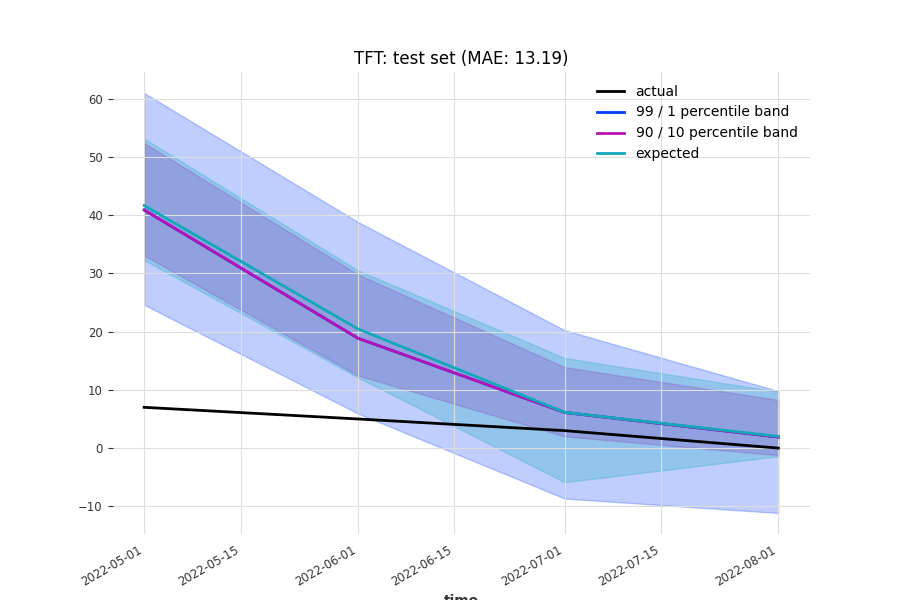 TFT: test set (MAE: 13.19)
actual
99 / 1 percentile band
90 / 10 percentile band
expected
60
50
40
30
20
10
0
−10
2022-05-01
2022-05-15
2022-06-01
2022-06-15
2022-07-01
2022-07-15
2022-08-01
time